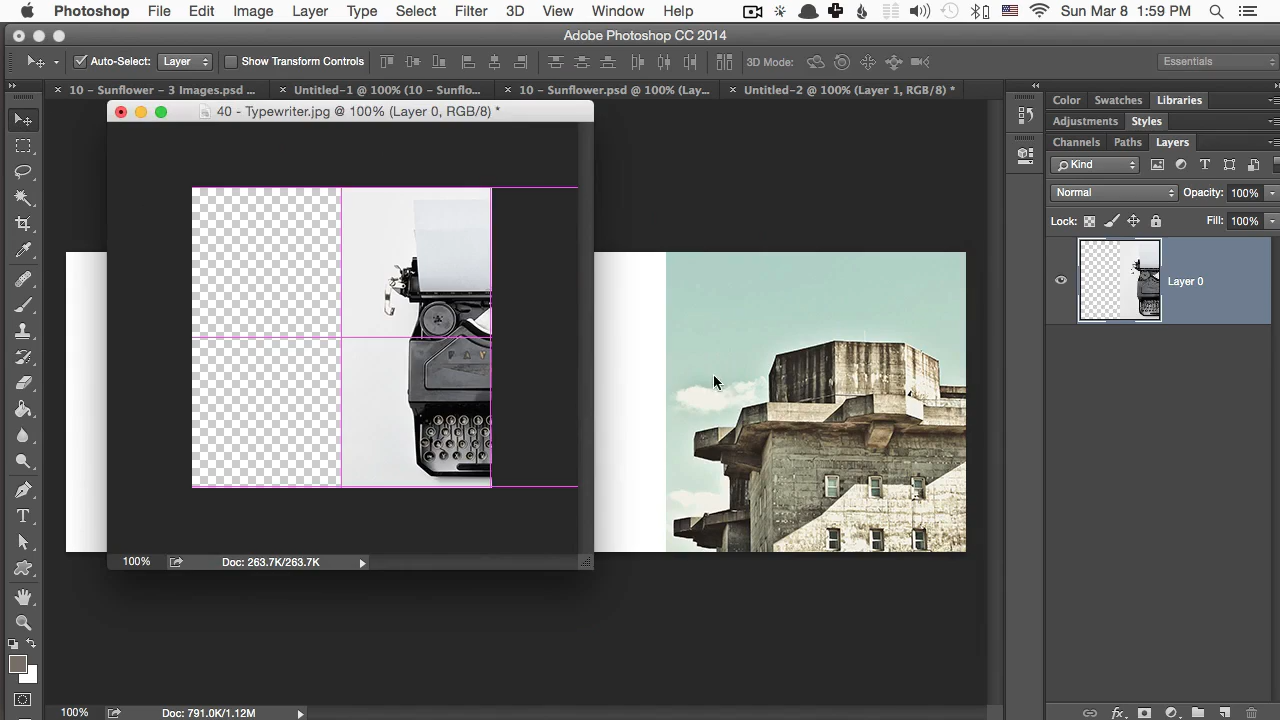 Photoshop File Edit Image Layer Type Select Filter 3D View Window Help Sun Mar 8 1:59 PM
Adobe Photoshop CC 2014
Auto-Select: Layer Show Transform Controls 3D Mode: Essentials
10 - Sunflower - 3 Images.psd ... Untitled-1 @ 100% (10 - Sunflo... 10 - Sunflower.psd @ 100% (Lay... Untitled-2 @ 100% (Layer 1, RGB/8) *
40 - Typewriter.jpg @ 100% (Layer 0, RGB/8) *
Color Swatches Libraries
Adjustments Styles
Channels Paths Layers
Kind
Normal Opacity: 100%
Lock: Fill: 100%
Layer 0
100% Doc: 263.7K/263.7K
100% Doc: 791.0K/1.12M